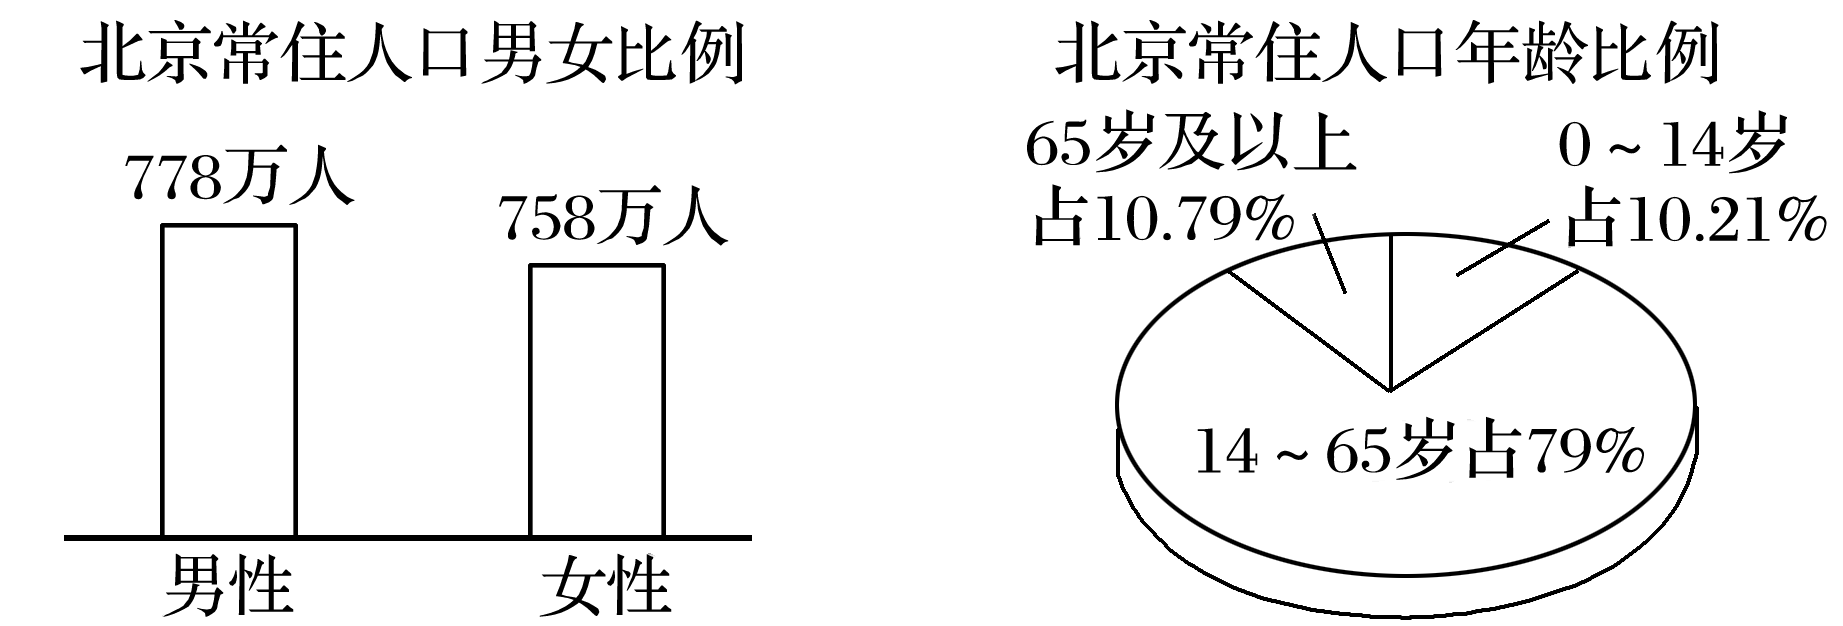 北京常住人口男女比例
778万人
758万人
男性
女性
北京常住人口年龄比例
65岁及以上
占10.79%
0~14岁
占10.21%
14~65岁占79%